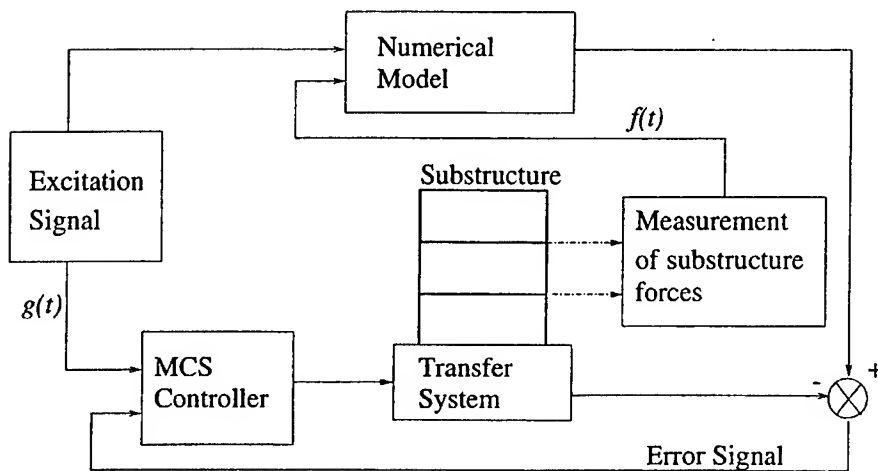 Numerical
Model
f(t)
Excitation
Signal
Substructure
Measurement
of substructure
forces
g(t)
MCS
Controller
Transfer
System
-
+
Error Signal